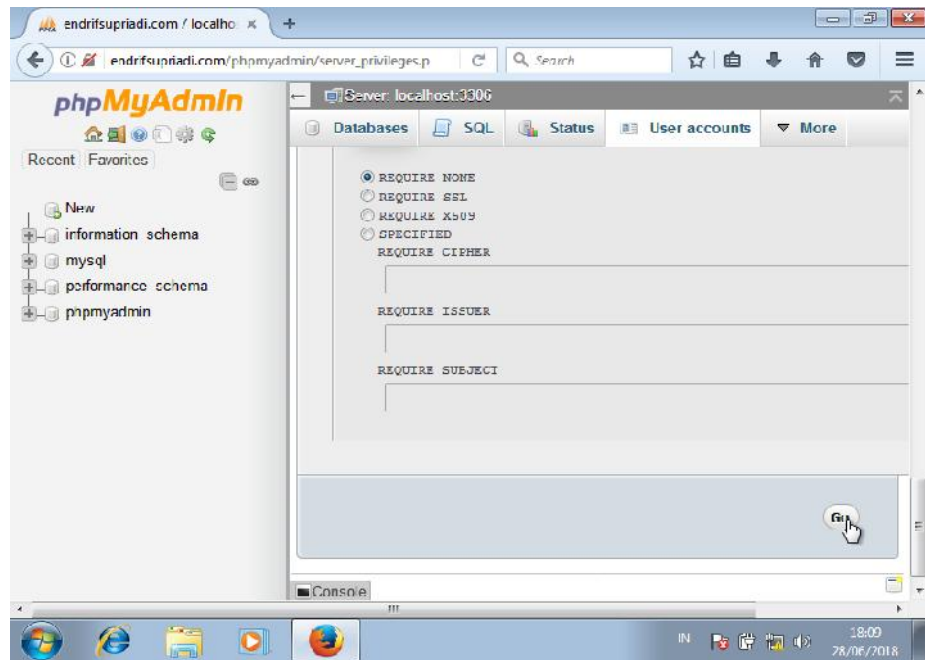 endrifsupriadi.com / localho
endrifsupriadi.com/phpmyadmin/server_privileges.p
Search
phpMyAdmin
Recent Favorites
New
information_schema
mysql
performance_schema
phpmyadmin
Server: localhost:3306
Databases SQL Status User accounts More
REQUIRE NONE
REQUIRE SSL
REQUIRE X509
SPECIFIED
REQUIRE CIPHER
REQUIRE ISSUER
REQUIRE SUBJECT
Go
Console
IN
18:09
28/06/2018